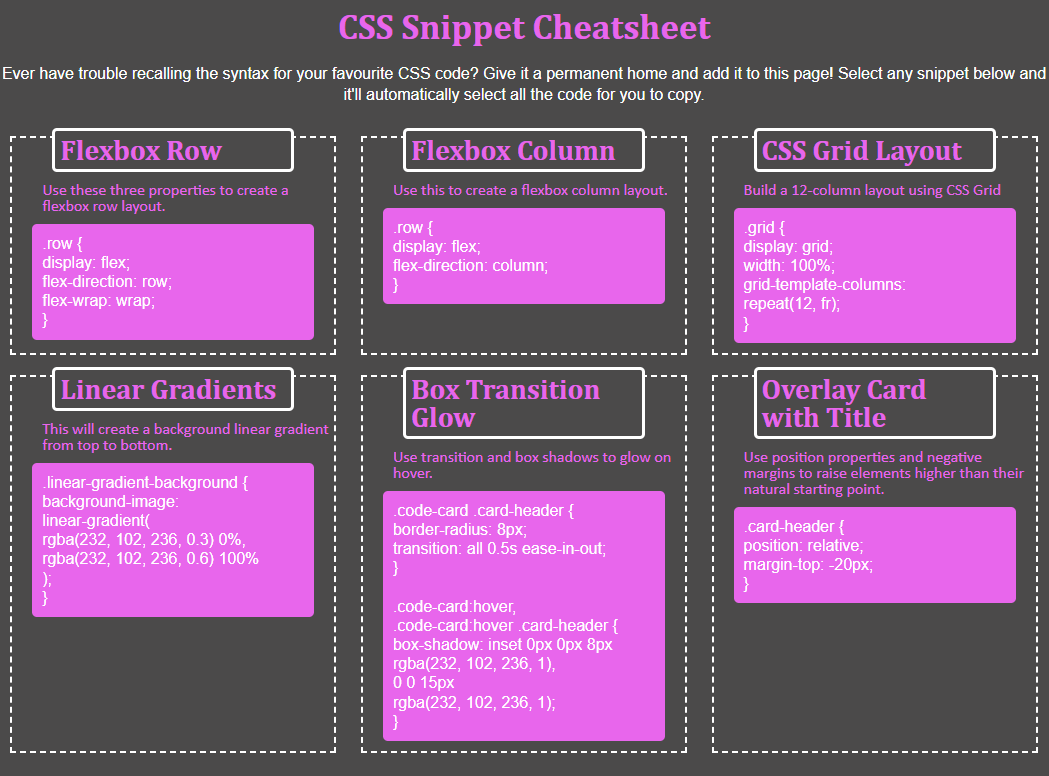 CSS Snippet Cheatsheet
Ever have trouble recalling the syntax for your favourite CSS code? Give it a permanent home and add it to this page! Select any snippet below and
it'll automatically select all the code for you to copy.
Flexbox Row
Use these three properties to create a
flexbox row layout.
.row {
display: flex;
flex-direction: row;
flex-wrap: wrap;
}
Flexbox Column
Use this to create a flexbox column layout.
.row {
display: flex;
flex-direction: column;
}
CSS Grid Layout
Build a 12-column layout using CSS Grid
.grid {
display: grid;
width: 100%;
grid-template-columns:
repeat(12, fr);
}
Linear Gradients
This will create a background linear gradient
from top to bottom.
.linear-gradient-background {
background-image:
linear-gradient(
rgba(232, 102, 236, 0.3) 0%,
rgba(232, 102, 236, 0.6) 100%
);
}
Box Transition
Glow
Use transition and box shadows to glow on
hover.
.code-card .card-header {
border-radius: 8px;
transition: all 0.5s ease-in-out;
}
.code-card:hover,
.code-card:hover .card-header {
box-shadow: inset 0px 0px 8px
rgba(232, 102, 236, 1),
0 0 15px
rgba(232, 102, 236, 1);
}
Overlay Card
with Title
Use position properties and negative
margins to raise elements higher than their
natural starting point.
.card-header {
position: relative;
margin-top: -20px;
}